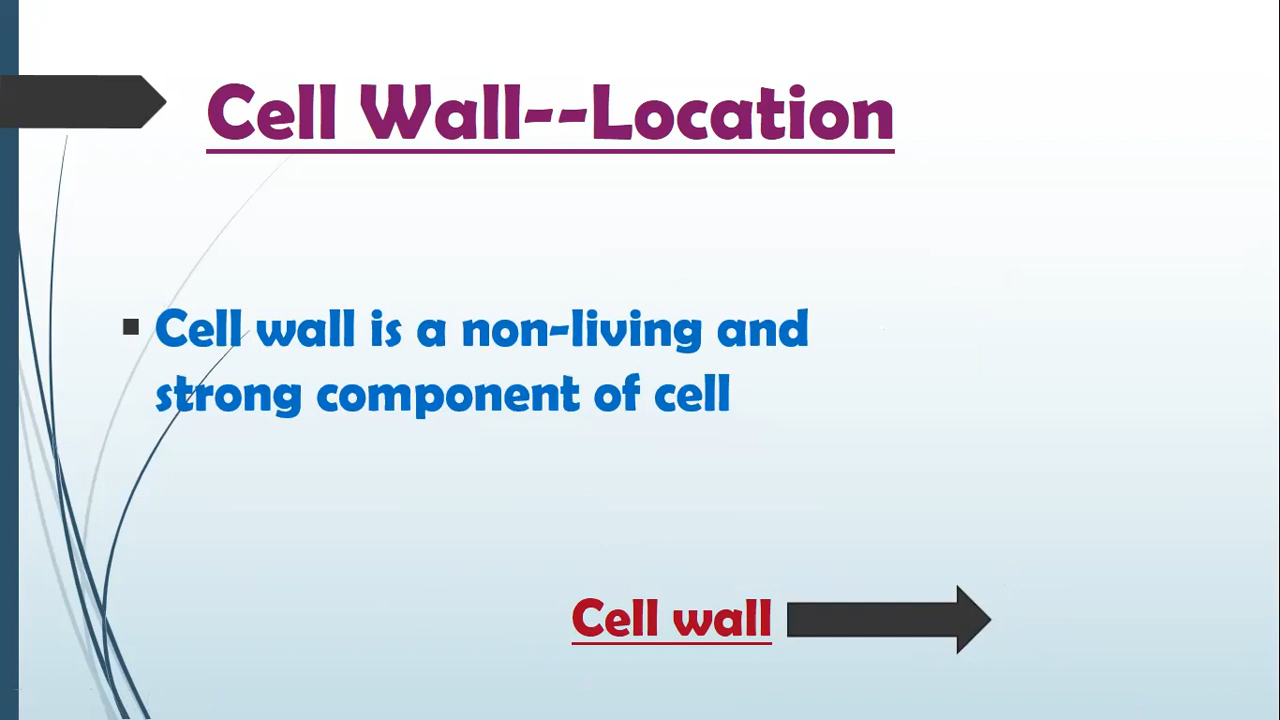 Cell Wall--Location
Cell wall is a non-living and
strong component of cell
Cell wall